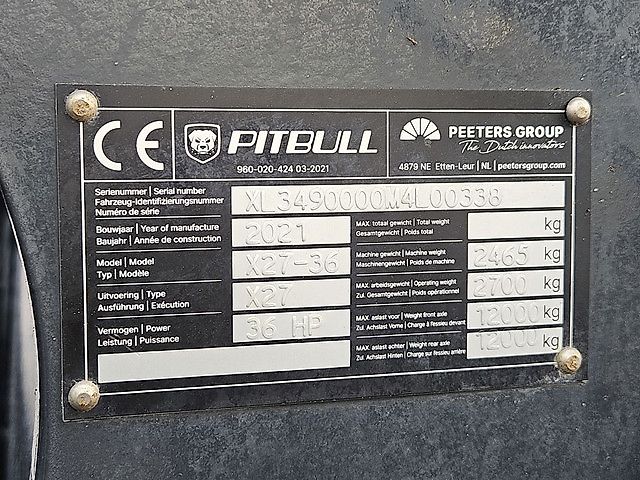 CE
PITBULL
960-020-424 03-2021
PEETERS GROUP
The Dutch innovators
4879 NE Etten-Leur | NL | peetersgroup.com
Serienummer | Serial number
Fahrzeug-Identifizierungsnummer
Numéro de série
XL3490000M4L00338
Bouwjaar | Year of manufacture
Baujahr | Année de construction
2021
Model | Model
Typ | Modèle
X27-36
Uitvoering | Type
Ausführung | Exécution
X27
Vermogen | Power
Leistung | Puissance
36 HP
MAX. totaal gewicht | Total weight
Gesamtgewicht | Poids total
kg
Machine gewicht | Machine weight
Maschinengewicht | Poids de machine
2465 kg
MAX. arbeidsgewicht | Operating weight
Zul. Gesamtgewicht | Poids opérationnel
2700 kg
MAX. aslast voor | Weight front axle
Zul. Achslast Vorne | Charge à l'essieu devant
12000 kg
MAX. aslast achter | Weight rear axle
Zul. Achslast Hinten | Charge sur l'essieu arrière
12000 kg